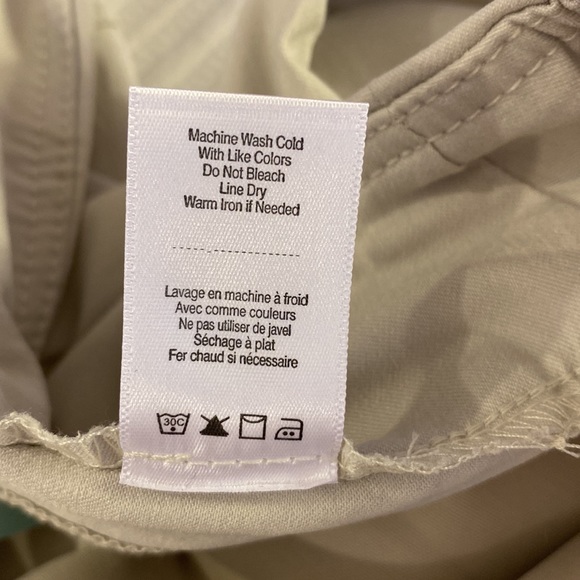 Machine Wash Cold
With Like Colors
Do Not Bleach
Line Dry
Warm Iron if Needed
Lavage en machine à froid
Avec comme couleurs
Ne pas utiliser de javel
Séchage à plat
Fer chaud si nécessaire
30C